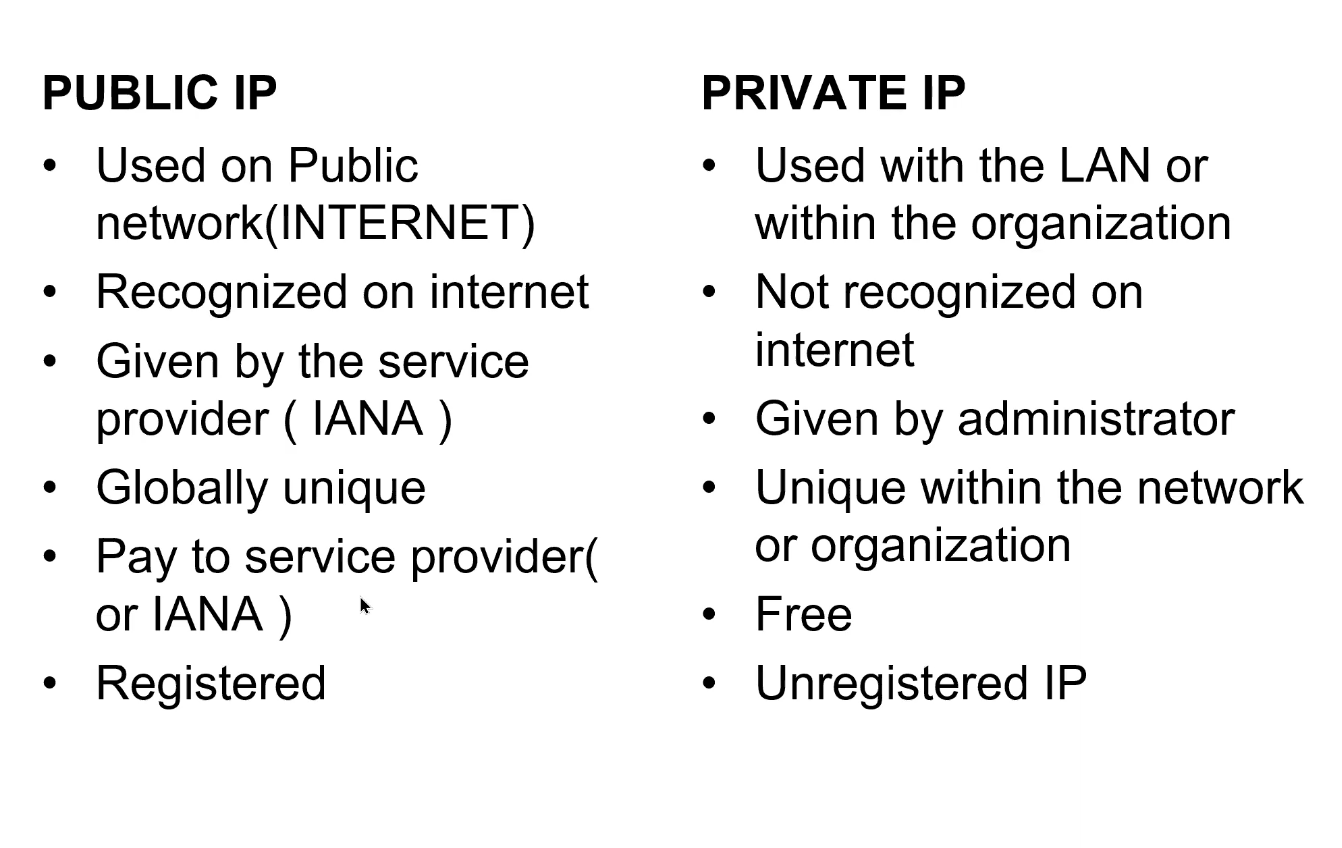 PUBLIC IP
• Used on Public
network(INTERNET)
• Recognized on internet
• Given by the service
provider ( IANA )
• Globally unique
• Pay to service provider(
or IANA )
• Registered
PRIVATE IP
• Used with the LAN or
within the organization
• Not recognized on
internet
• Given by administrator
• Unique within the network
or organization
• Free
• Unregistered IP